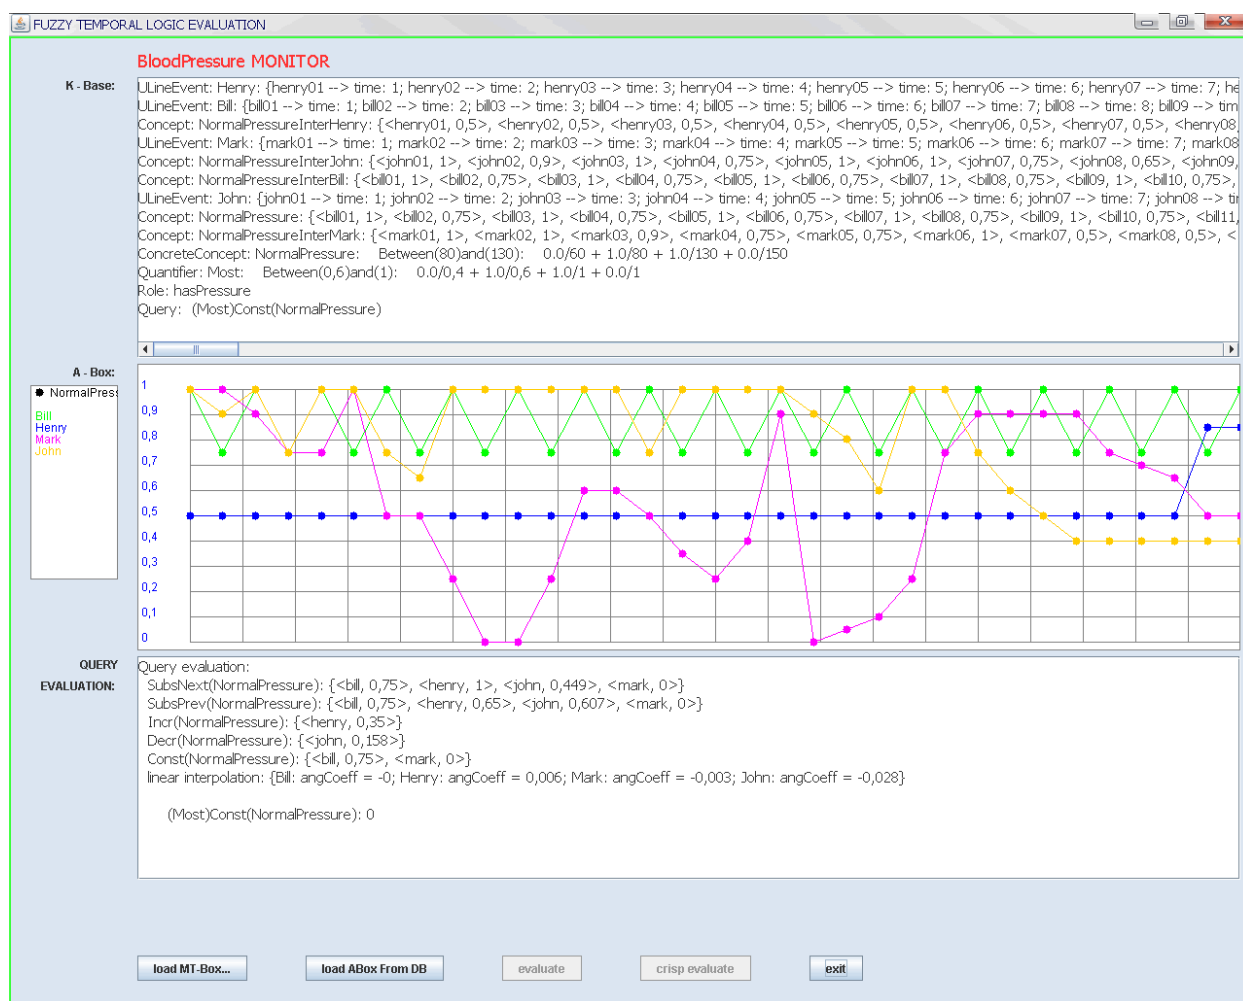 FUZZY TEMPORAL LOGIC EVALUATION
BloodPressure MONITOR
K - Base:
ULineEvent: Henry: {henry01 --> time: 1; henry02 --> time: 2; henry03 --> time: 3; henry04 --> time: 4; henry05 --> time: 5; henry06 --> time: 6; henry07 --> time: 7; he
ULineEvent: Bill: {bill01 --> time: 1; bill02 --> time: 2; bill03 --> time: 3; bill04 --> time: 4; bill05 --> time: 5; bill06 --> time: 6; bill07 --> time: 7; bill08 --> time: 8; bill09 --> tim
Concept: NormalPressureInterHenry: {<henry01, 0,5>, <henry02, 0,5>, <henry03, 0,5>, <henry04, 0,5>, <henry05, 0,5>, <henry06, 0,5>, <henry07, 0,5>, <henry08,
ULineEvent: Mark: {mark01 --> time: 1; mark02 --> time: 2; mark03 --> time: 3; mark04 --> time: 4; mark05 --> time: 5; mark06 --> time: 6; mark07 --> time: 7; mark08
Concept: NormalPressureInterJohn: {<john01, 1>, <john02, 0,9>, <john03, 1>, <john04, 0,75>, <john05, 1>, <john06, 1>, <john07, 0,75>, <john08, 0,65>, <john09,
Concept: NormalPressureInterBill: {<bill01, 1>, <bill02, 0,75>, <bill03, 1>, <bill04, 0,75>, <bill05, 1>, <bill06, 0,75>, <bill07, 1>, <bill08, 0,75>, <bill09, 1>, <bill10, 0,75>,
ULineEvent: John: {john01 --> time: 1; john02 --> time: 2; john03 --> time: 3; john04 --> time: 4; john05 --> time: 5; john06 --> time: 6; john07 --> time: 7; john08 --> ti
Concept: NormalPressure: {<bill01, 1>, <bill02, 0,75>, <bill03, 1>, <bill04, 0,75>, <bill05, 1>, <bill06, 0,75>, <bill07, 1>, <bill08, 0,75>, <bill09, 1>, <bill10, 0,75>, <bill11,
Concept: NormalPressureInterMark: {<mark01, 1>, <mark02, 1>, <mark03, 0,9>, <mark04, 0,75>, <mark05, 0,75>, <mark06, 1>, <mark07, 0,5>, <mark08, 0,5>, <
ConcreteConcept: NormalPressure: Between(80)and(130): 0.0/60 + 1.0/80 + 1.0/130 + 0.0/150
Quantifier: Most: Between(0,6)and(1): 0.0/0,4 + 1.0/0,6 + 1.0/1 + 0.0/1
Role: hasPressure
Query: (Most)Const(NormalPressure)
A - Box:
NormalPress
Bill
Henry
Mark
John
1
0,9
0,8
0,7
0,6
0,5
0,4
0,3
0,2
0,1
0
QUERY
EVALUATION:
Query evaluation:
SubsNext(NormalPressure): {<bill, 0,75>, <henry, 1>, <john, 0,449>, <mark, 0>}
SubsPrev(NormalPressure): {<bill, 0,75>, <henry, 0,65>, <john, 0,607>, <mark, 0>}
Incr(NormalPressure): {<henry, 0,35>}
Decr(NormalPressure): {<john, 0,158>}
Const(NormalPressure): {<bill, 0,75>, <mark, 0>}
linear interpolation: {Bill: angCoeff = -0; Henry: angCoeff = 0,006; Mark: angCoeff = -0,003; John: angCoeff = -0,028}
(Most)Const(NormalPressure): 0
load MT-Box...
load ABox From DB
evaluate
crisp evaluate
exit